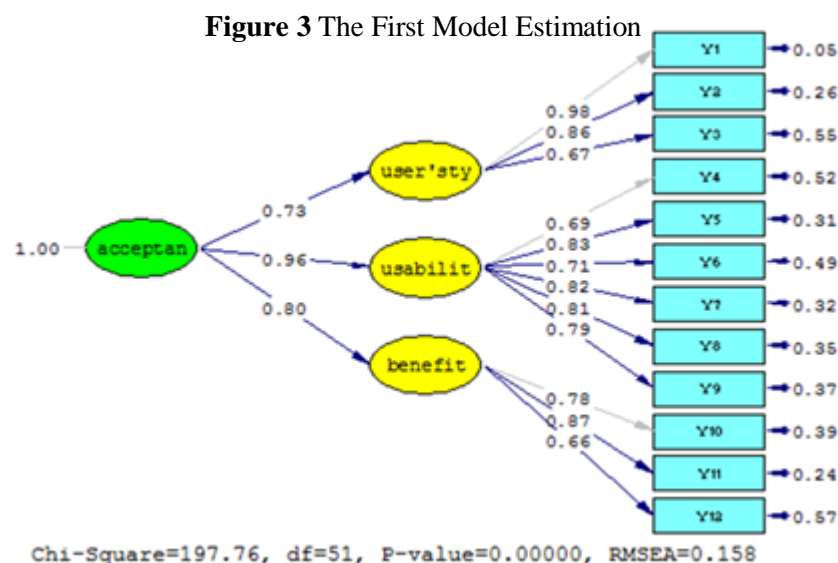 Figure 3 The First Model Estimation
Y1
0.05
Y2
0.26
0.98
0.86
0.67
Y3
0.55
user'sty
Y4
0.52
0.73
0.69
0.83
0.71
0.82
0.81
0.79
Y5
0.31
1.00
acceptan
0.96
usabilit
Y6
0.49
Y7
0.32
0.80
Y8
0.35
benefit
Y9
0.37
0.78
0.87
0.66
Y10
0.39
Y11
0.24
Y12
0.57
Chi-Square=197.76, df=51, P-value=0.00000, RMSEA=0.158